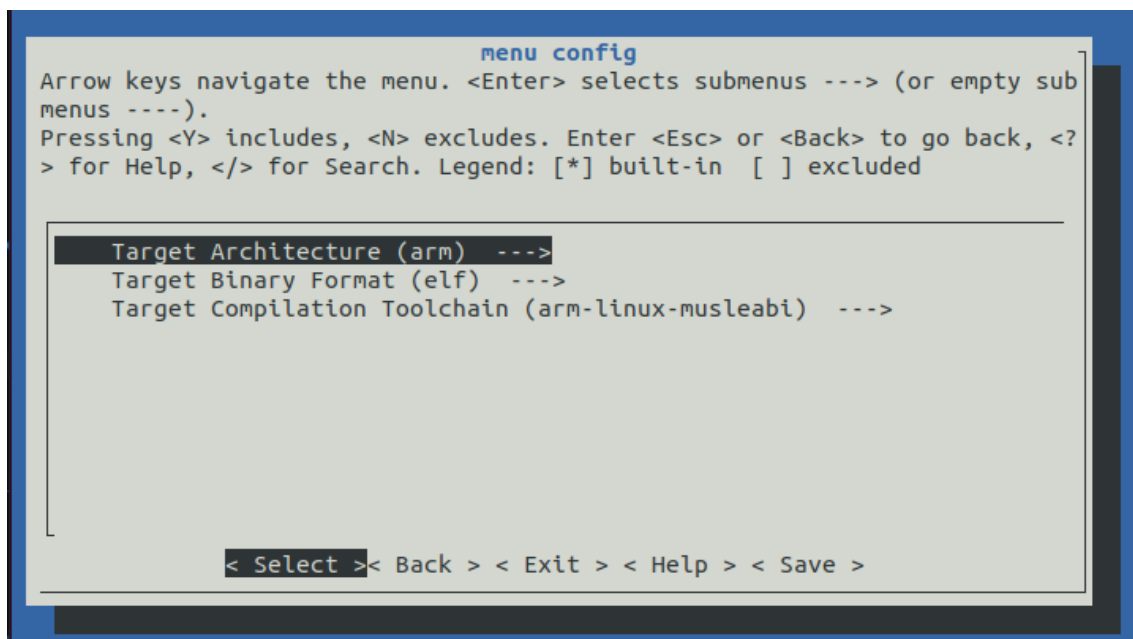 menu config
Arrow keys navigate the menu. <Enter> selects submenus ---> (or empty sub
menus ----).
Pressing <Y> includes, <N> excludes. Enter <Esc> or <Back> to go back, <?
> for Help, </> for Search. Legend: [*] built-in  [ ] excluded
Target Architecture (arm)  --->
Target Binary Format (elf)  --->
Target Compilation Toolchain (arm-linux-musleabi)  --->
< Select >< Back > < Exit > < Help > < Save >